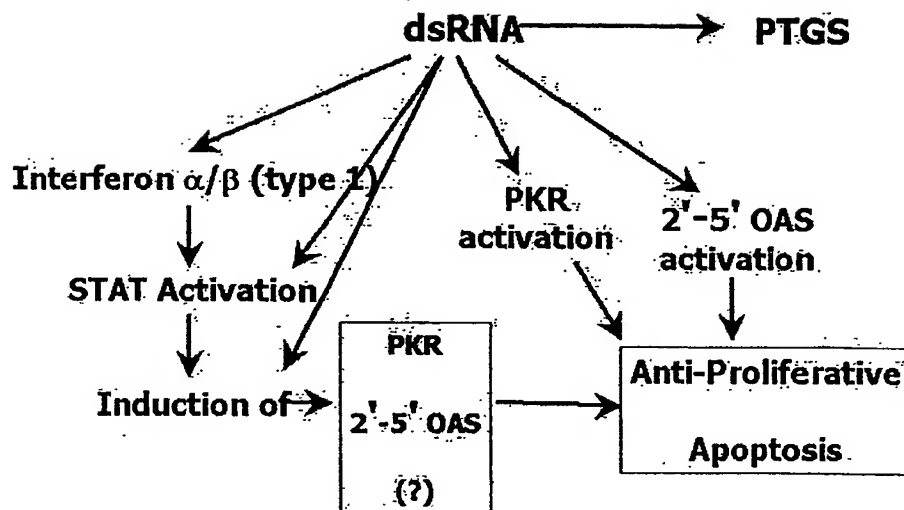 dsRNA
PTGS
Interferon α/β (type 1)
PKR
activation
2'-5' OAS
activation
STAT Activation
Induction of
PKR
2'-5' OAS
(?)
Anti-Proliferative
Apoptosis